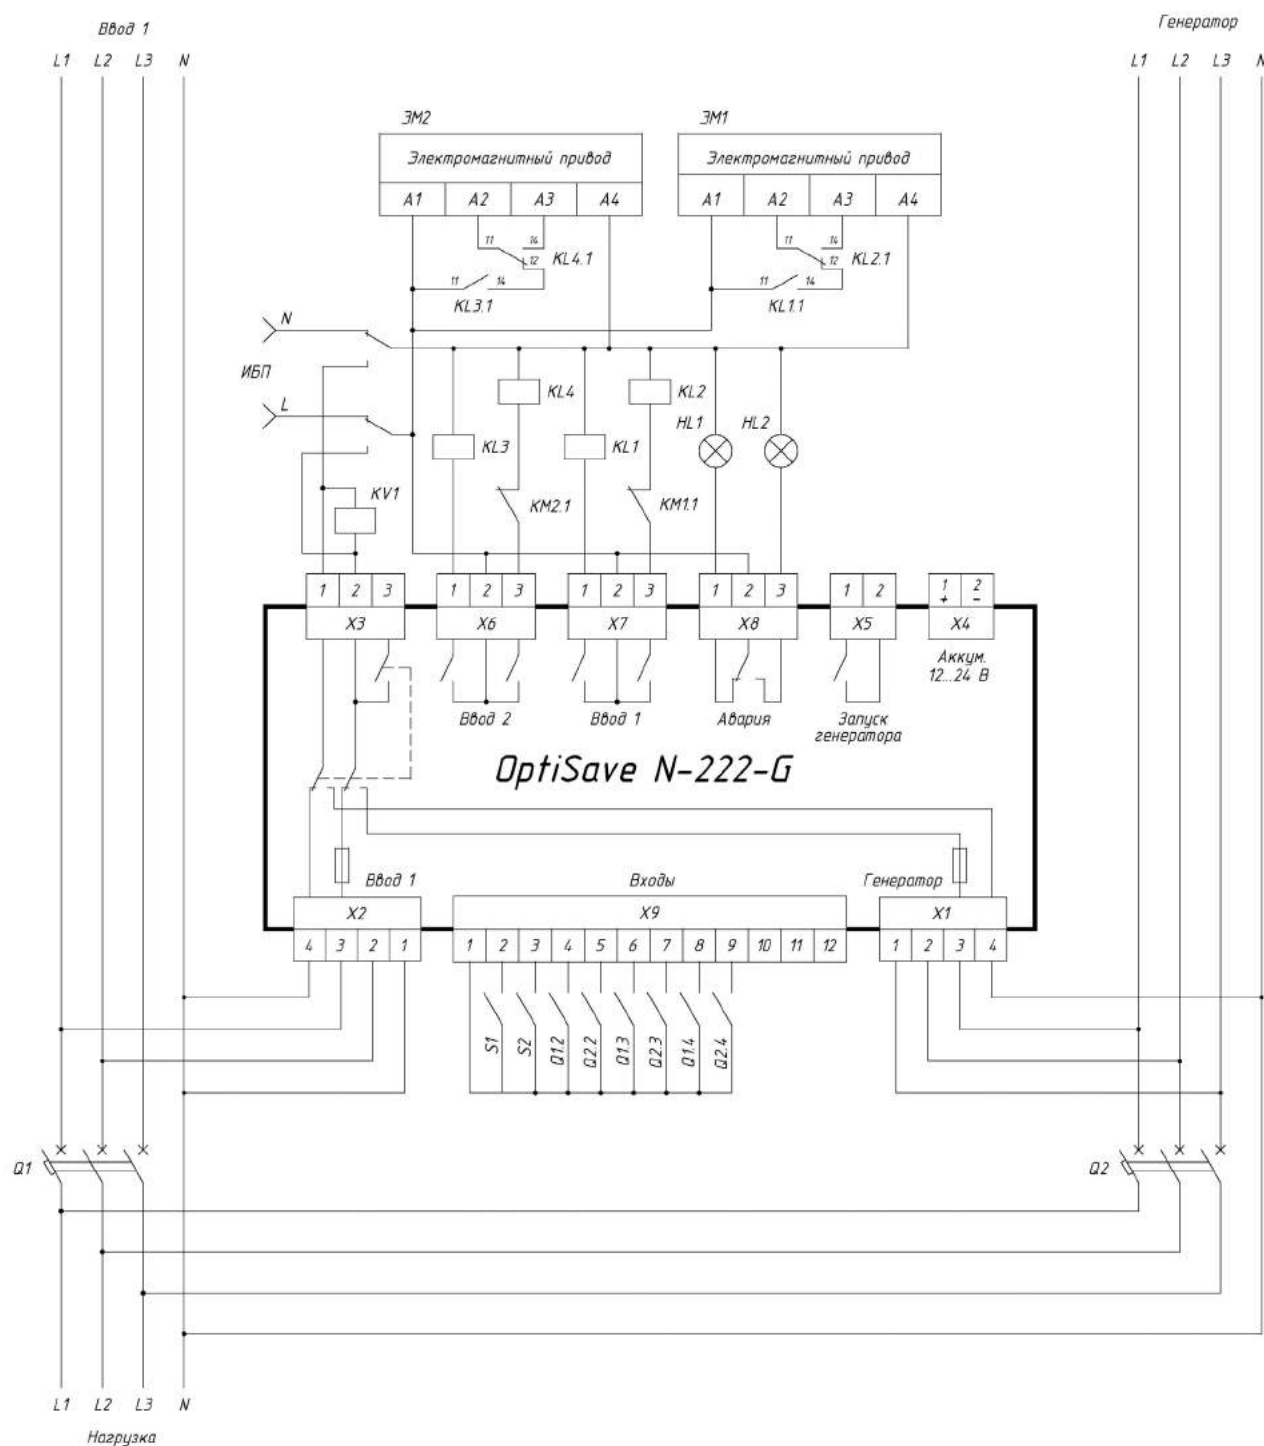 Ввод 1
Генератор
L1 L2 L3 N
L1 L2 L3 N
ЭМ2
ЭМ1
Электромагнитный привод
Электромагнитный привод
A1 A2 A3 A4
A1 A2 A3 A4
11 14 12 KL4.1
11 14 12 KL2.1
11 14
11 14
KL3.1
KL1.1
N
ИБП
L
KL4
KL2
KL3
KL1
HL1
HL2
KV1
KM2.1
KM1.1
1 2 3
1 2 3
1 2 3
1 2 3
1 2
1 2
+ -
X3
X6
X7
X8
X5
X4
Ввод 2
Ввод 1
Авария
Запуск
генератора
Аккум.
12...24 В
OptiSave N-222-G
Ввод 1
Входы
Генератор
X2
X9
X1
4 3 2 1
1 2 3 4 5 6 7 8 9 10 11 12
1 2 3 4
S1
S2
Q1.2
Q2.2
Q1.3
Q2.3
Q1.4
Q2.4
Q1
Q2
L1 L2 L3 N
Нагрузка